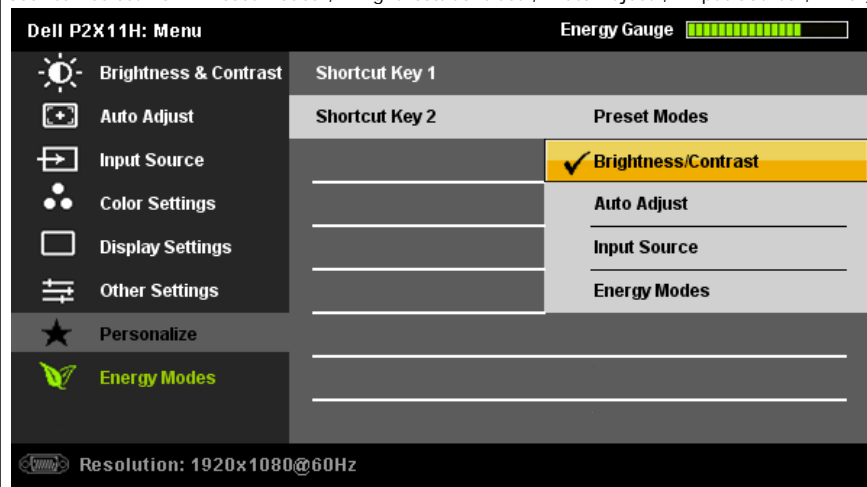 Dell P2X11H: Menu
Energy Gauge
Brightness & Contrast
Auto Adjust
Input Source
Color Settings
Display Settings
Other Settings
Personalize
Energy Modes
Shortcut Key 1
Shortcut Key 2
Preset Modes
Brightness/Contrast
Auto Adjust
Input Source
Energy Modes
Resolution: 1920x1080@60Hz